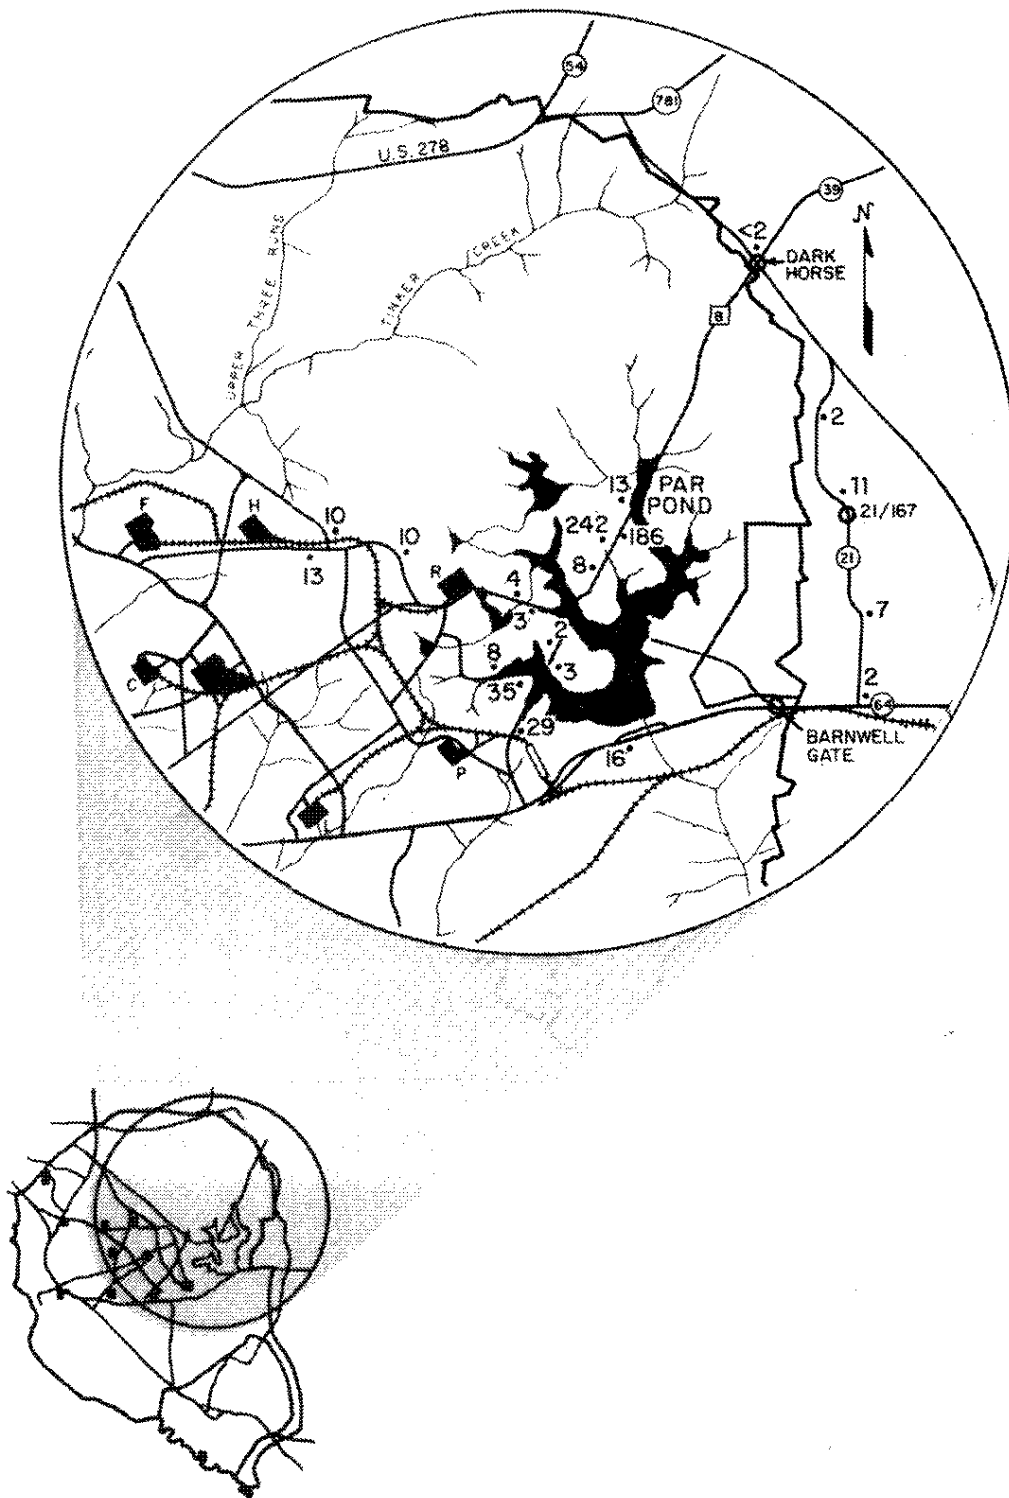 54
781
U.S. 278
39
N
<2
DARK
HORSE
UPPER THREE RUNS
TINKER CREEK
8
2
13
PAR
POND
11
21/167
F
H
10
242
186
10
13
R
8
21
4
3
7
2
C
8
3
35
2
64
29
16
BARNWELL
GATE
P
L